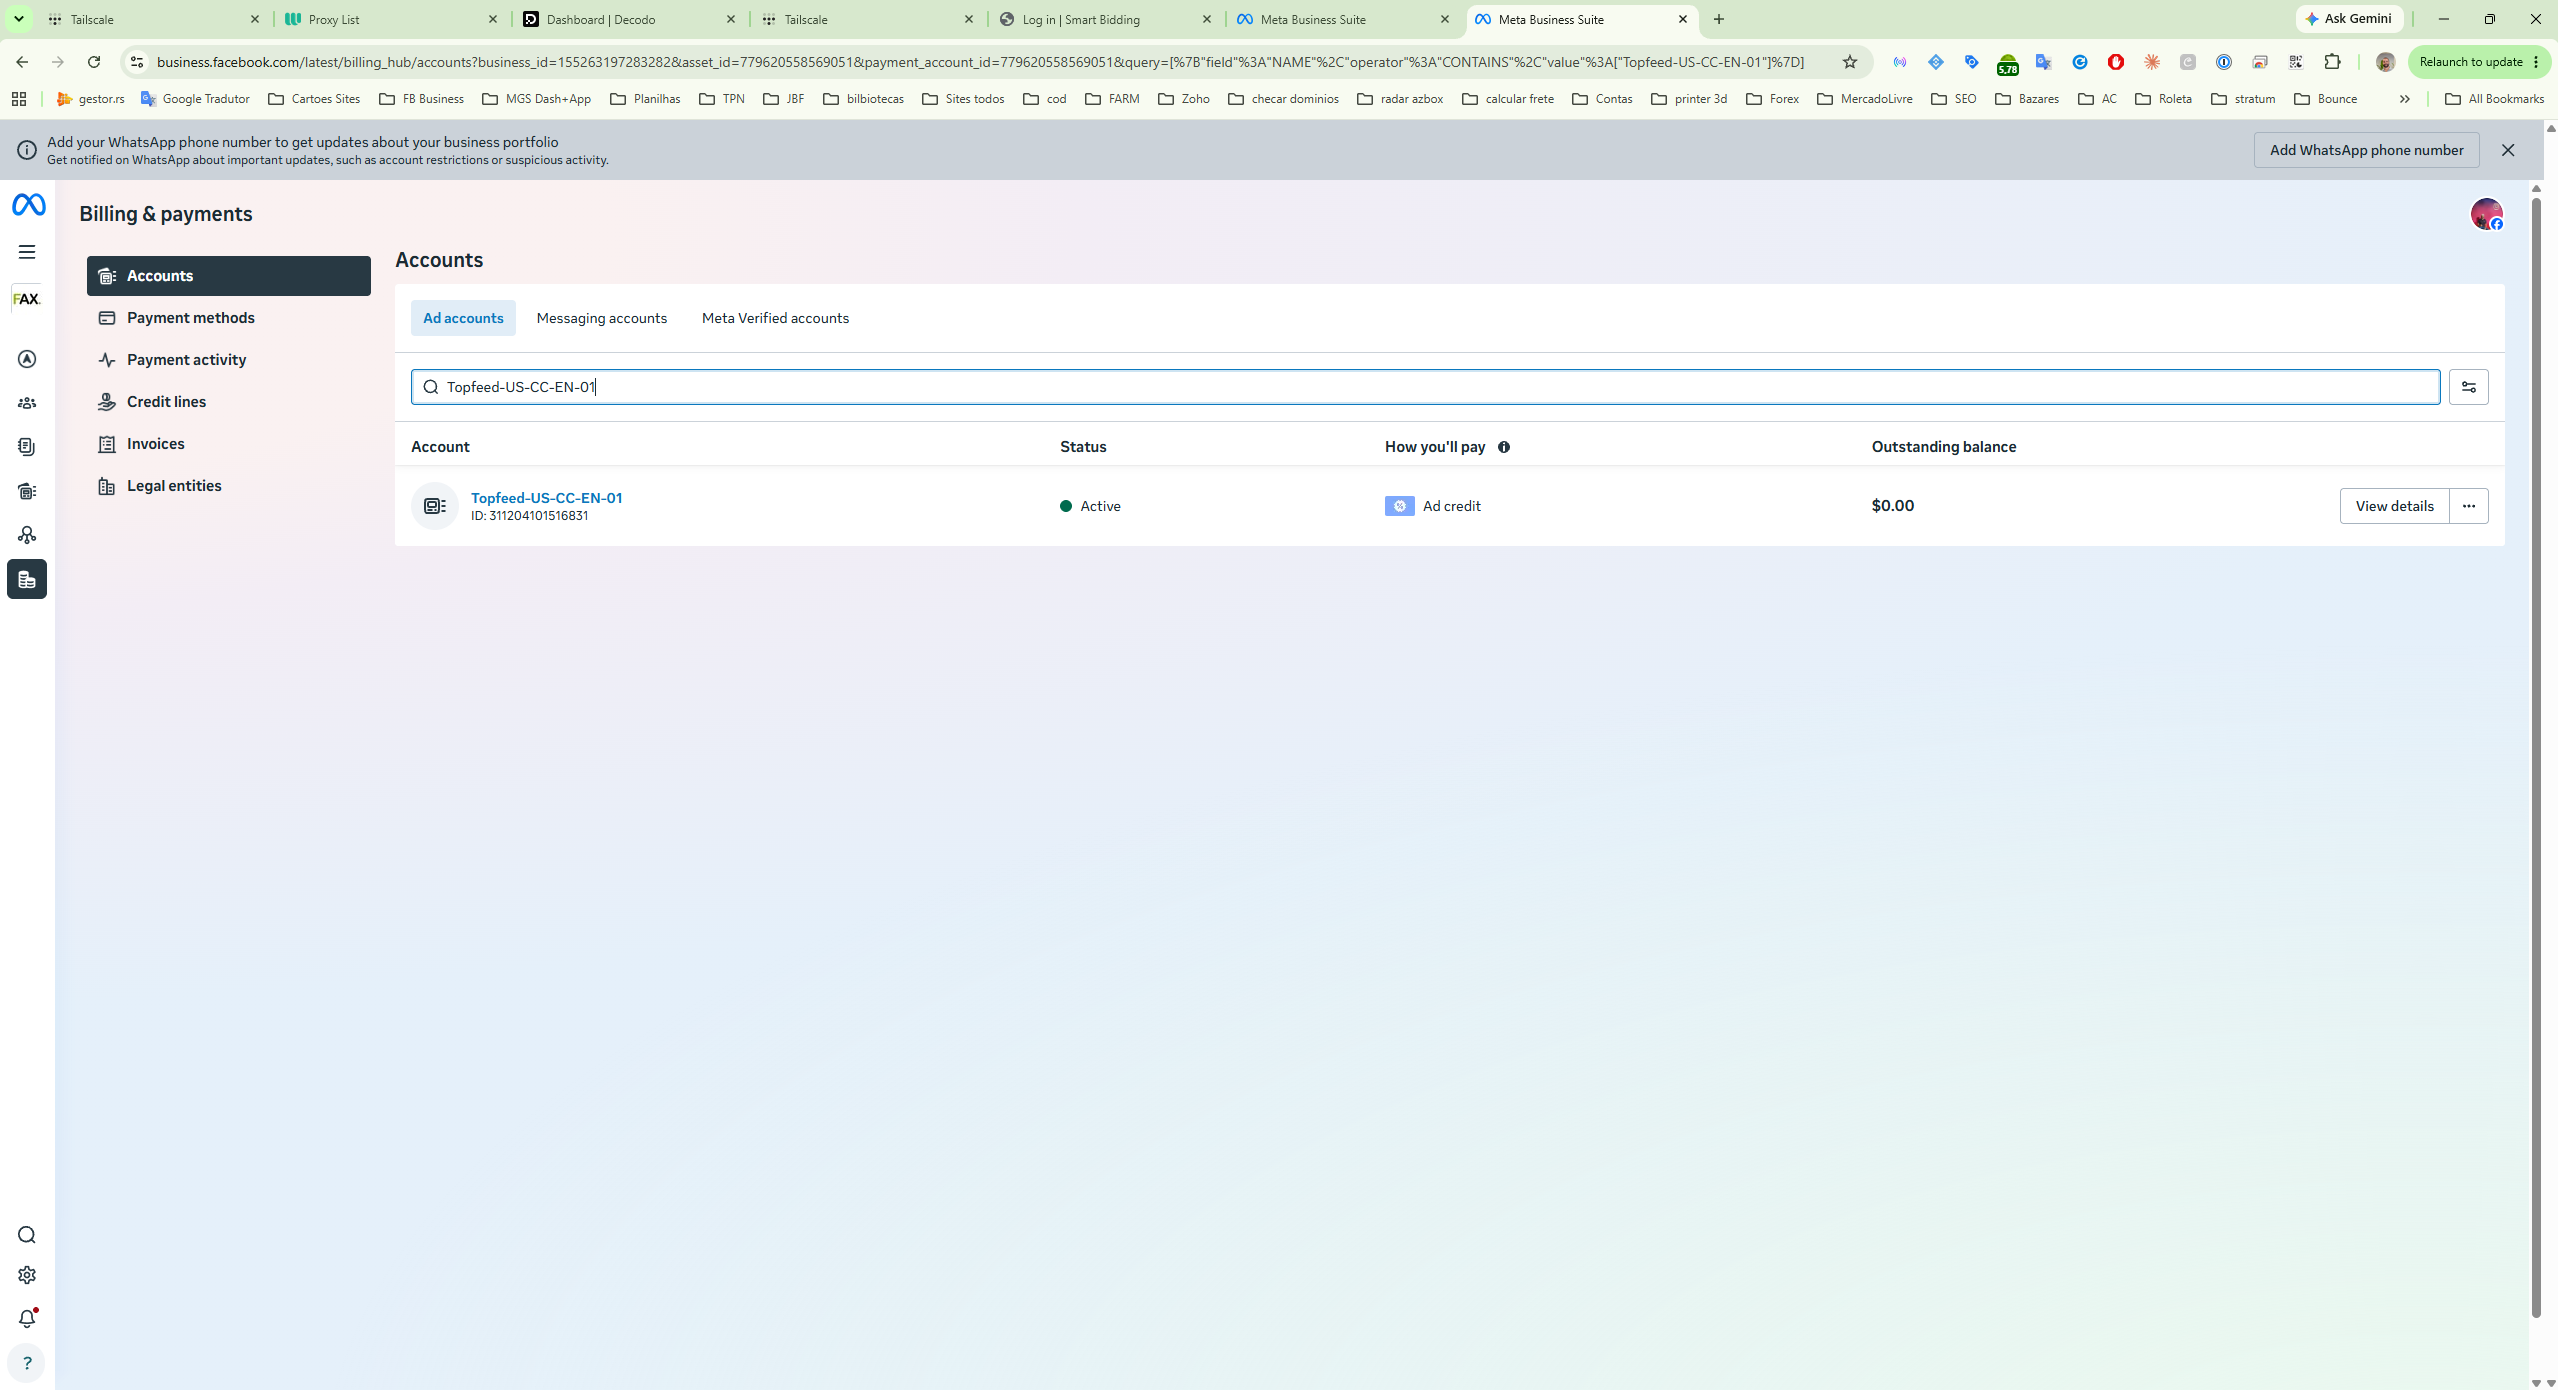 Tailscale
Proxy List
Dashboard | Decodo
Tailscale
Log in | Smart Bidding
Meta Business Suite
Meta Business Suite
Ask Gemini
business.facebook.com/latest/billing_hub/accounts?business_id=155263197283282&asset_id=779620558569051&payment_account_id=779620558569051&query=[%7B"field"%3A"NAME"%2C"operator"%3A"CONTAINS"%2C"value"%3A["Topfeed-US-CC-EN-01"]%7D]
5,78
Relaunch to update
gestor.rs
Google Tradutor
Cartoes Sites
FB Business
MGS Dash+App
Planilhas
TPN
JBF
bilbiotecas
Sites todos
cod
FARM
Zoho
checar dominios
radar azbox
calcular frete
Contas
printer 3d
Forex
MercadoLivre
SEO
Bazares
AC
Roleta
stratum
Bounce
All Bookmarks
Add your WhatsApp phone number to get updates about your business portfolio
Get notified on WhatsApp about important updates, such as account restrictions or suspicious activity.
Add WhatsApp phone number
Billing & payments
FAX.
Accounts
Payment methods
Payment activity
Credit lines
Invoices
Legal entities
Accounts
Ad accounts
Messaging accounts
Meta Verified accounts
Topfeed-US-CC-EN-01
Account
Status
How you'll pay
Outstanding balance
Topfeed-US-CC-EN-01
ID: 311204101516831
Active
Ad credit
$0.00
View details